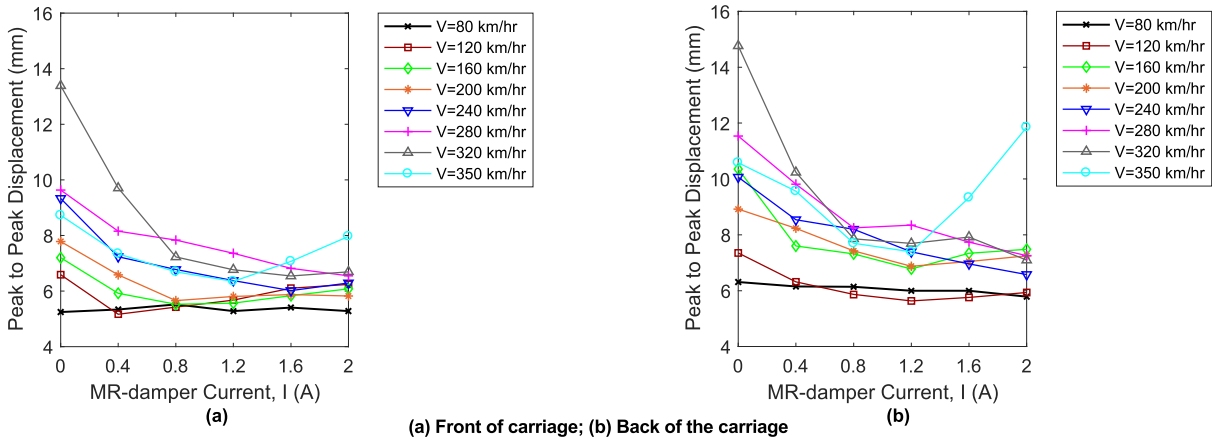 Peak to Peak Displacement (mm)
16
14
12
10
8
6
4
0
0.4
0.8
1.2
1.6
2
MR-damper Current, I (A)
(a)
V=80 km/hr
V=120 km/hr
V=160 km/hr
V=200 km/hr
V=240 km/hr
V=280 km/hr
V=320 km/hr
V=350 km/hr
Peak to Peak Displacement (mm)
16
14
12
10
8
6
4
0
0.4
0.8
1.2
1.6
2
MR-damper Current, I (A)
(b)
V=80 km/hr
V=120 km/hr
V=160 km/hr
V=200 km/hr
V=240 km/hr
V=280 km/hr
V=320 km/hr
V=350 km/hr
(a) Front of carriage; (b) Back of the carriage